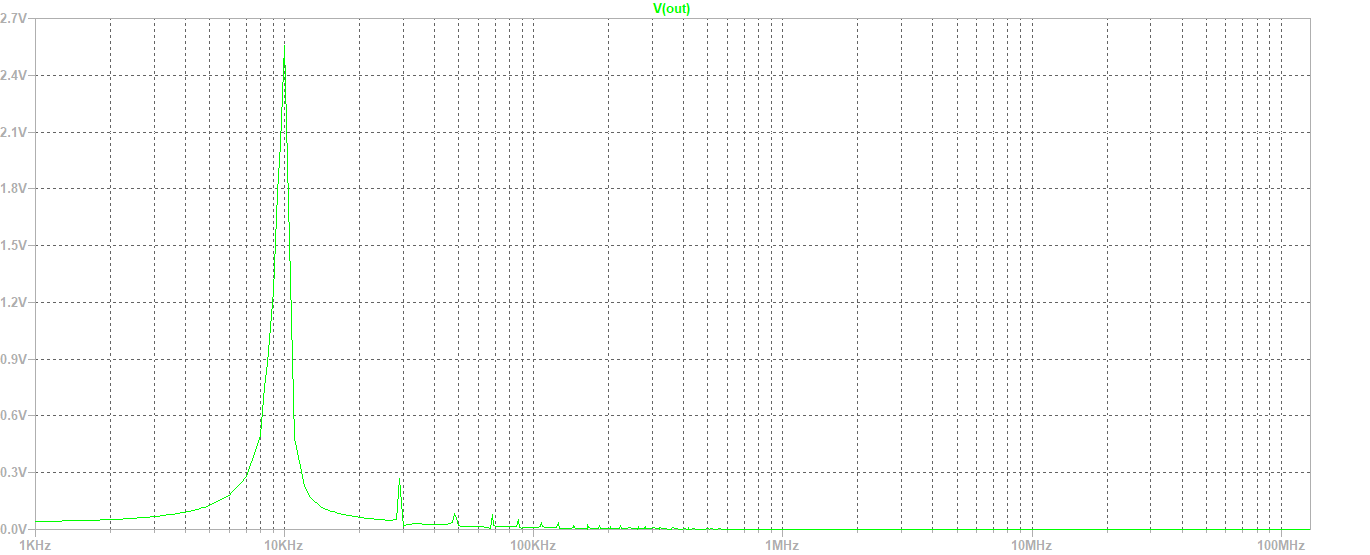 V(out)
2.7V
2.4V
2.1V
1.8V
1.5V
1.2V
0.9V
0.6V
0.3V
0.0V
1KHz 10KHz 100KHz 1MHz 10MHz 100MHz